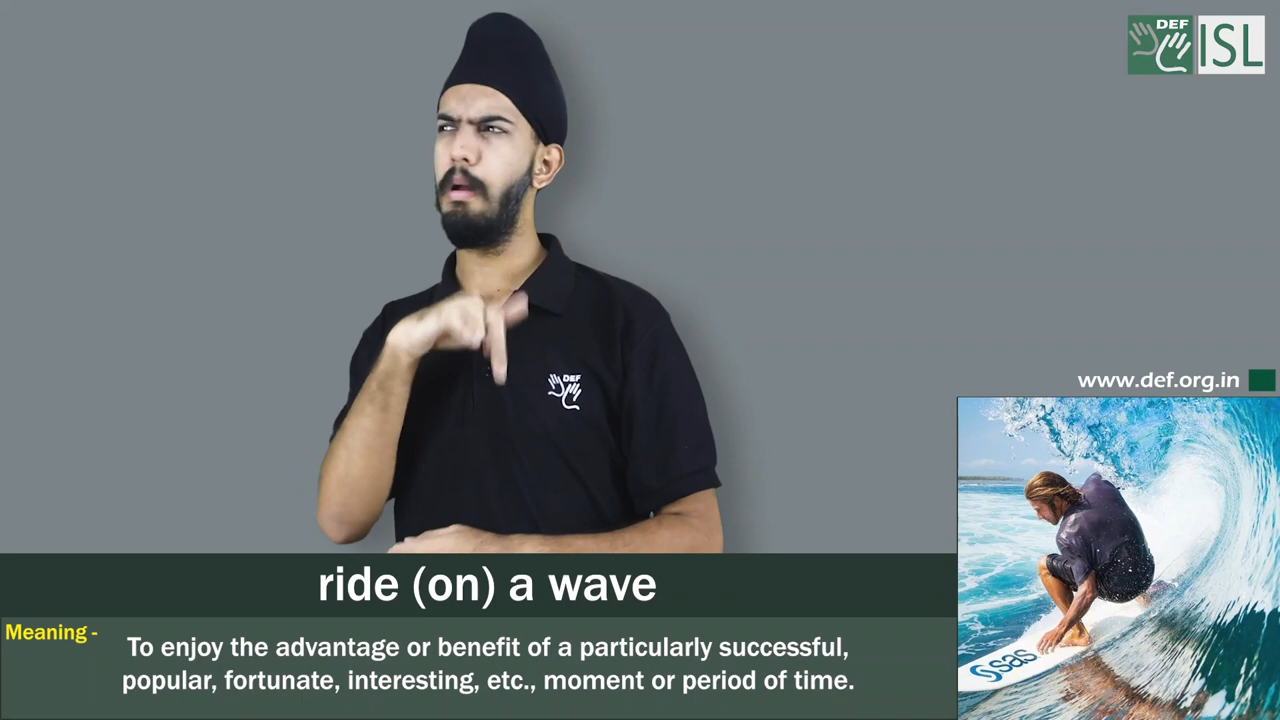 DEF
ISL
DEF
www.def.org.in
sas
ride (on) a wave
Meaning -
To enjoy the advantage or benefit of a particularly successful,
popular, fortunate, interesting, etc., moment or period of time.